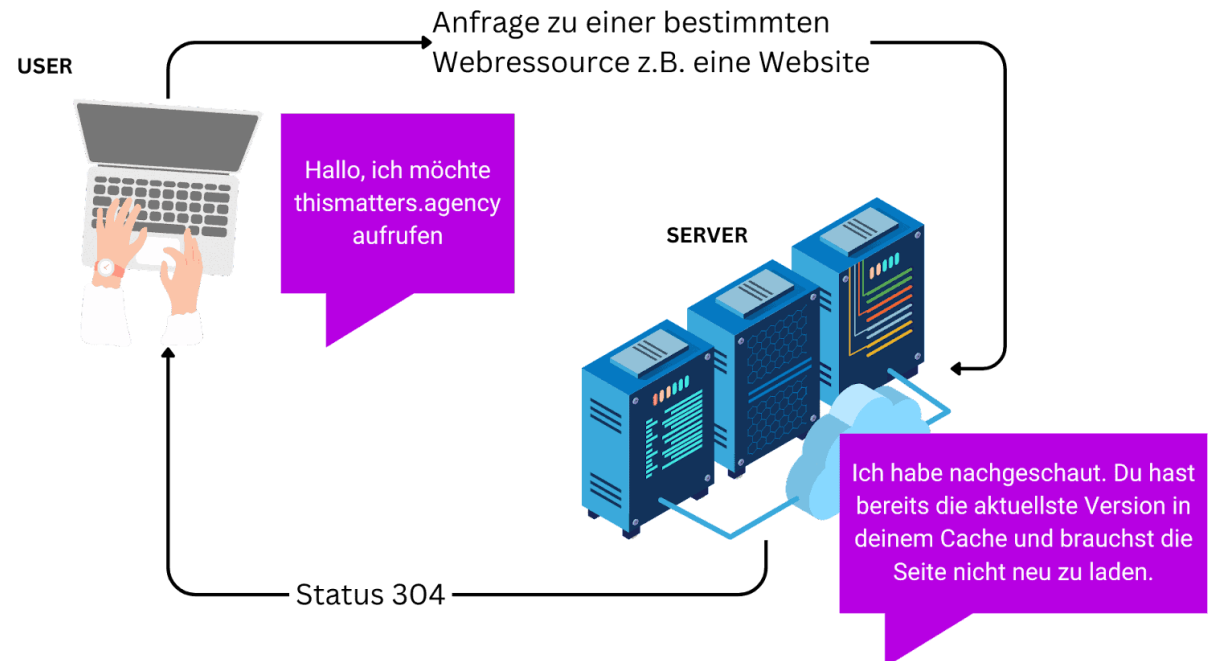 Anfrage zu einer bestimmten
Webressource z.B. eine Website
USER
Hallo, ich möchte
thismatters.agency
aufrufen
SERVER
Ich habe nachgeschaut. Du hast
bereits die aktuellste Version in
deinem Cache und brauchst die
Seite nicht neu zu laden.
Status 304